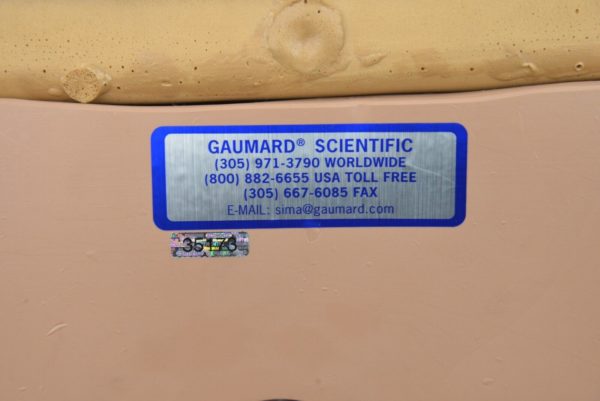 GAUMARD® SCIENTIFIC
(305) 971-3790 WORLDWIDE
(800) 882-6655 USA TOLL FREE
(305) 667-6085 FAX
E-MAIL: sima@gaumard.com
35178